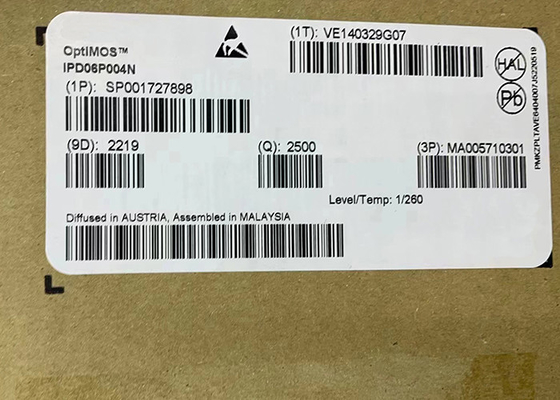 OptiMOS™
IPD06P004N
(1T): VE140329G07
(1P): SP001727898
(9D): 2219
(Q): 2500
(3P): MA005710301
Level/Temp: 1/260
Diffused in AUSTRIA, Assembled in MALAYSIA
HAL
Pb
PMKZPLTAVE6404007J5220519